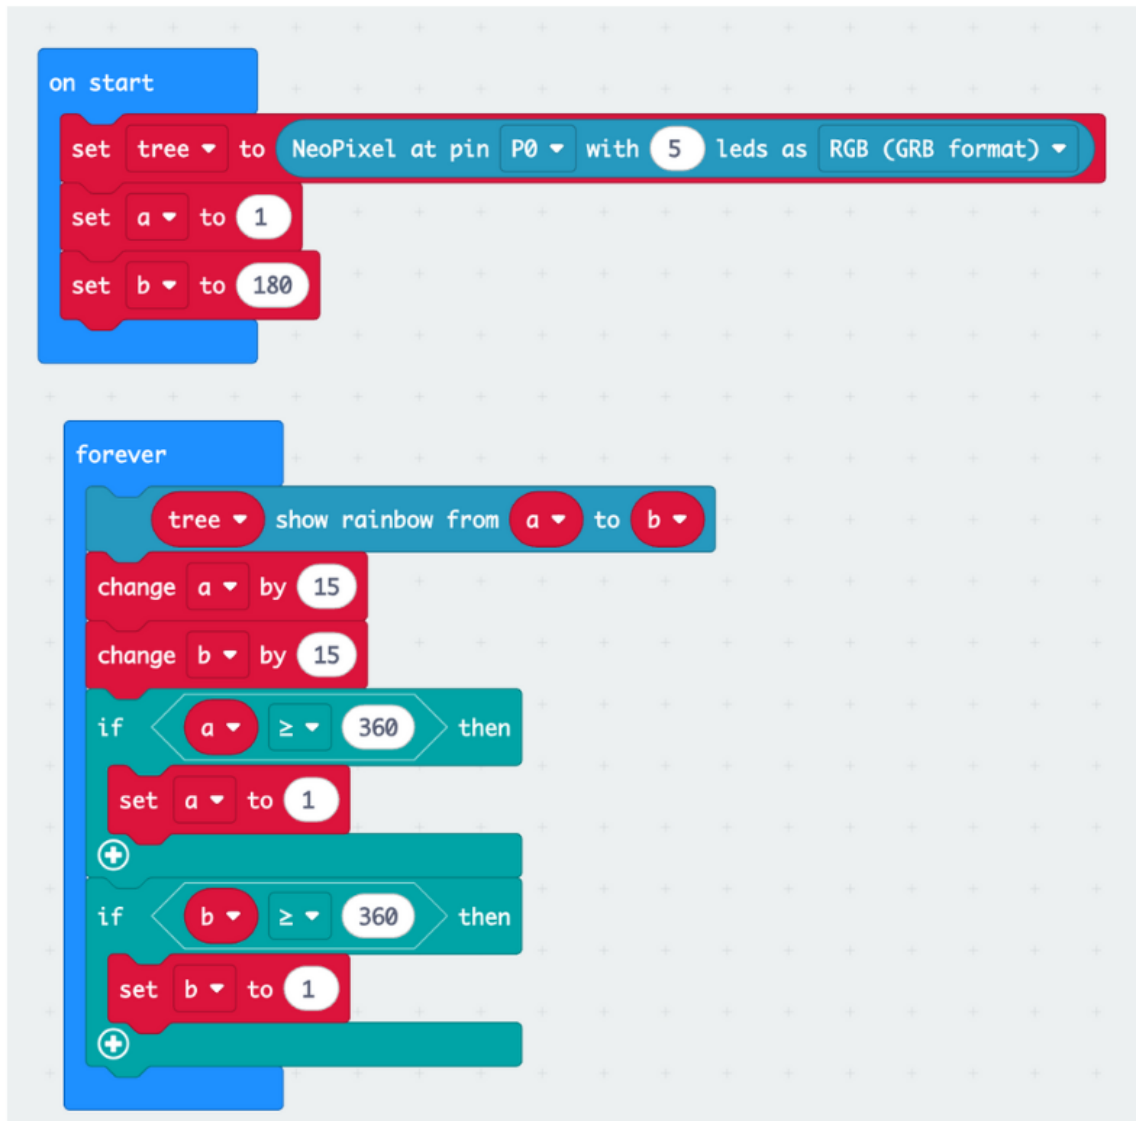 on start
set tree to NeoPixel at pin P0 with 5 leds as RGB (GRB format)
set a to 1
set b to 180
forever
tree show rainbow from a to b
change a by 15
change b by 15
if a ≥ 360 then
set a to 1
if b ≥ 360 then
set b to 1